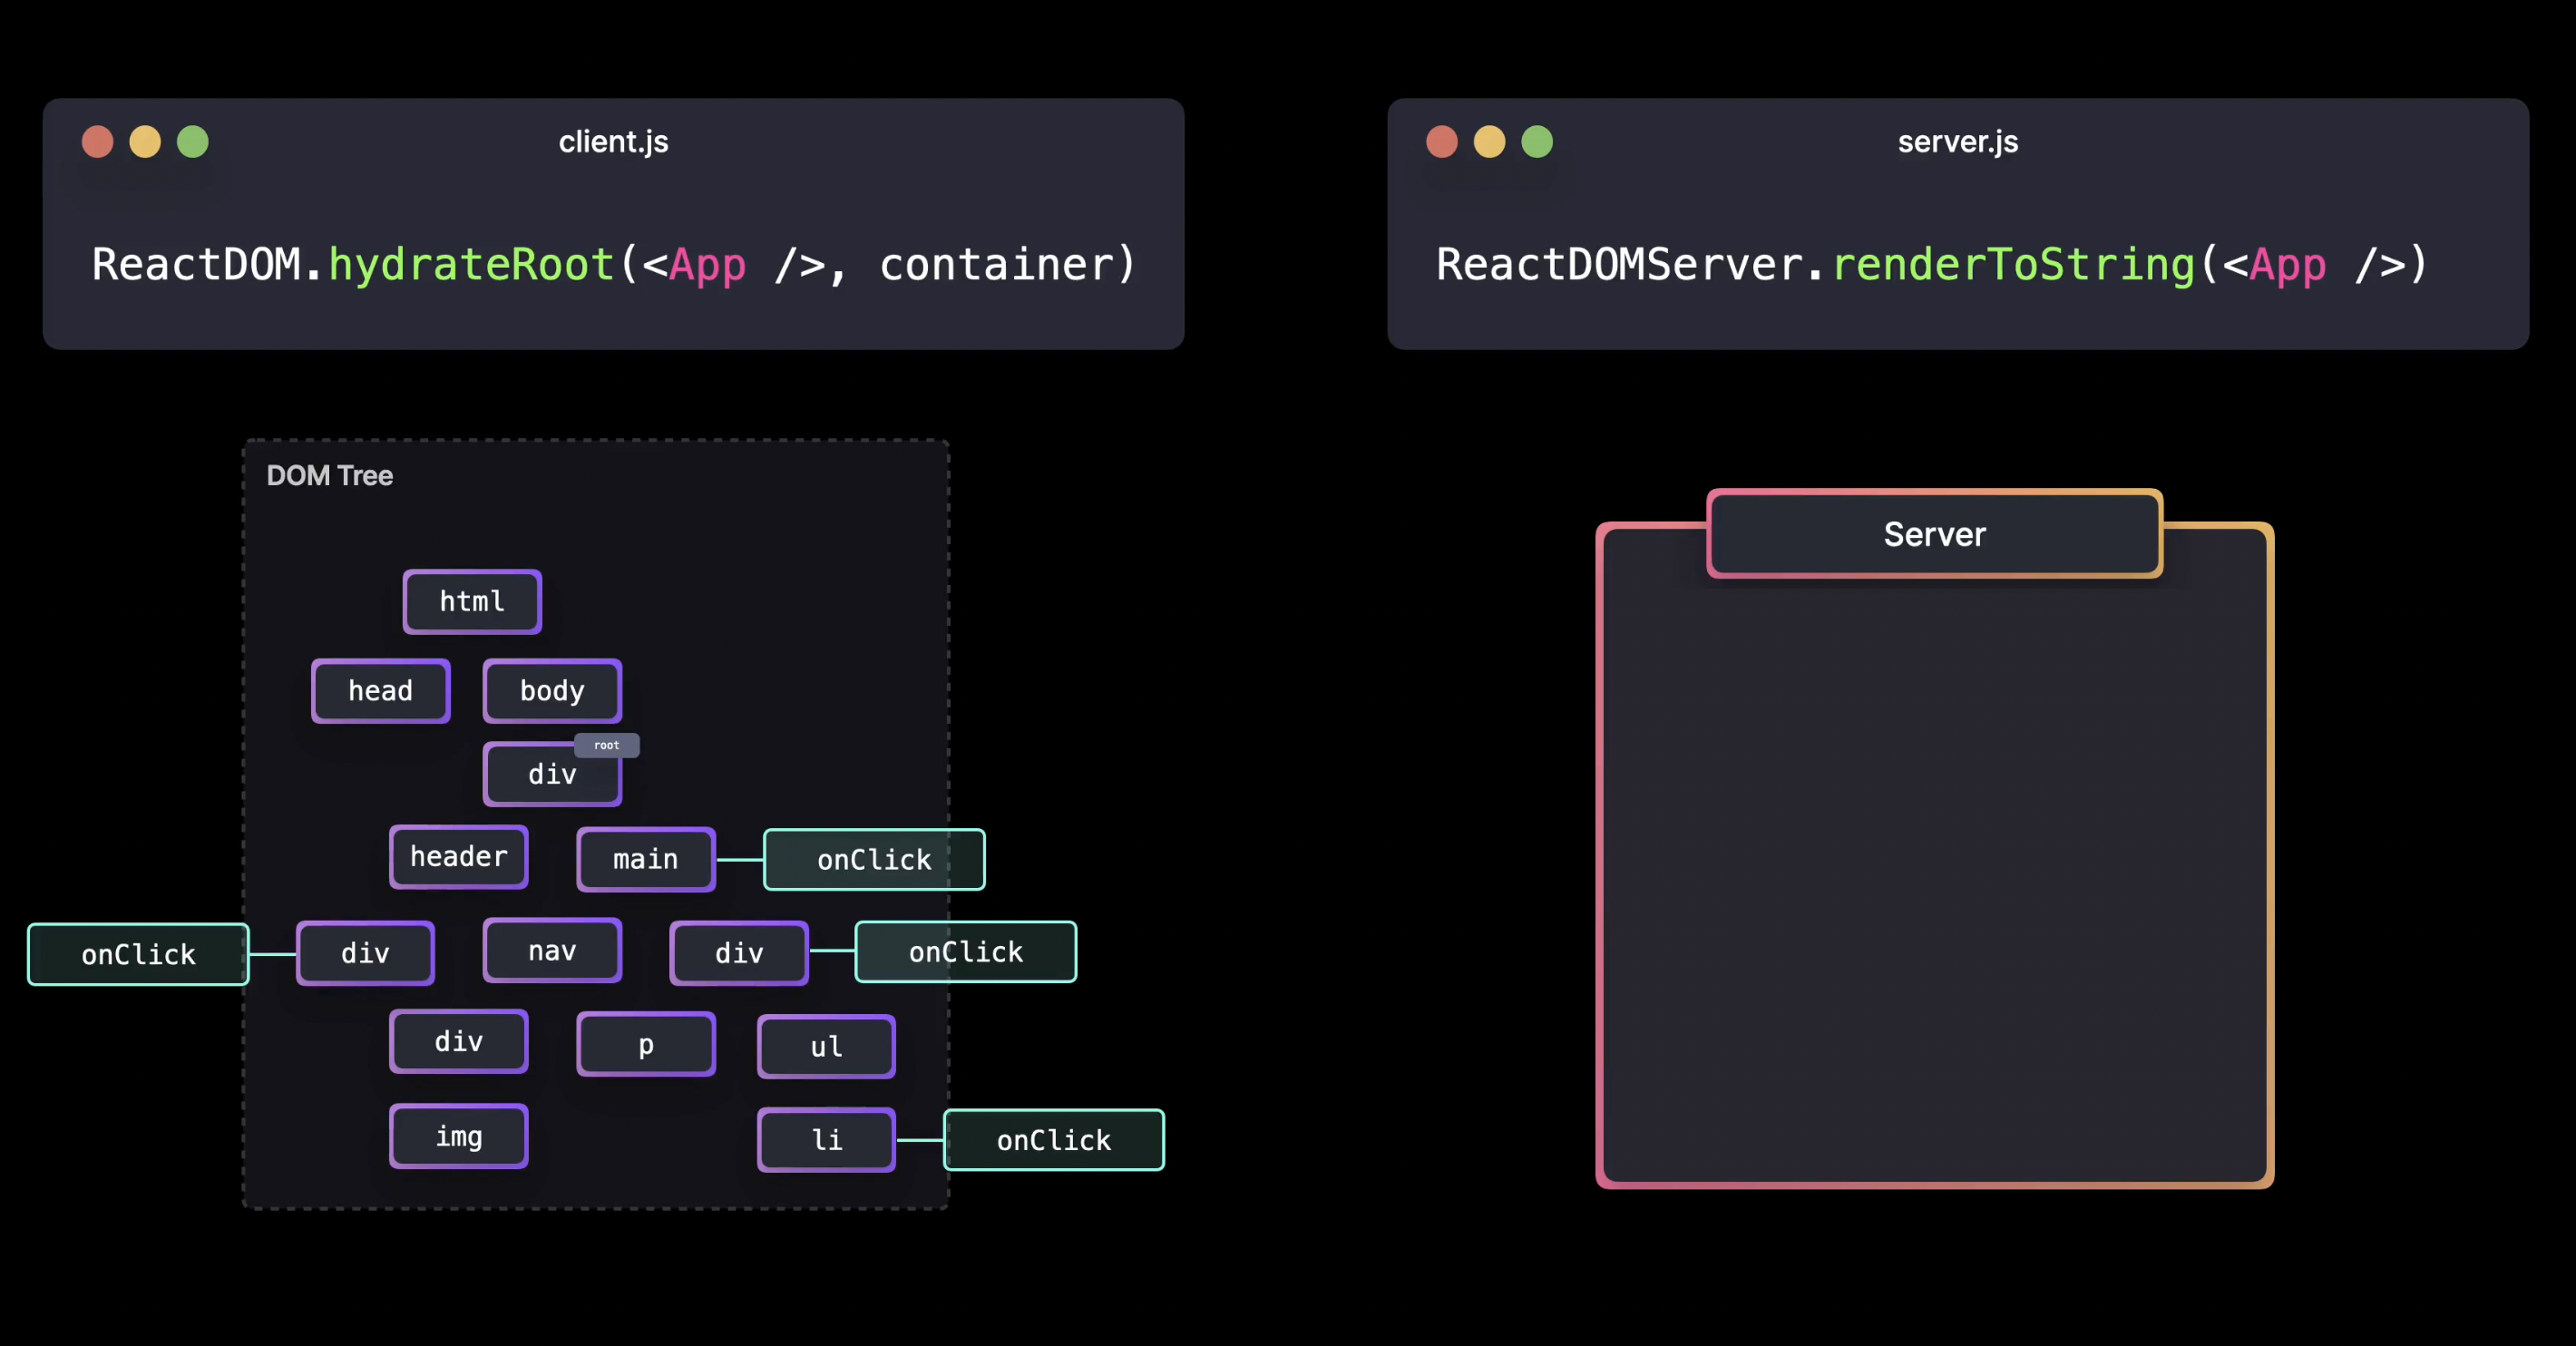 client.js
ReactDOM.hydrateRoot(<App />, container)
server.js
ReactDOMServer.renderToString(<App />)
DOM Tree
html
head
body
root
div
header
main
onClick
onClick
div
nav
div
onClick
div
p
ul
img
li
onClick
Server